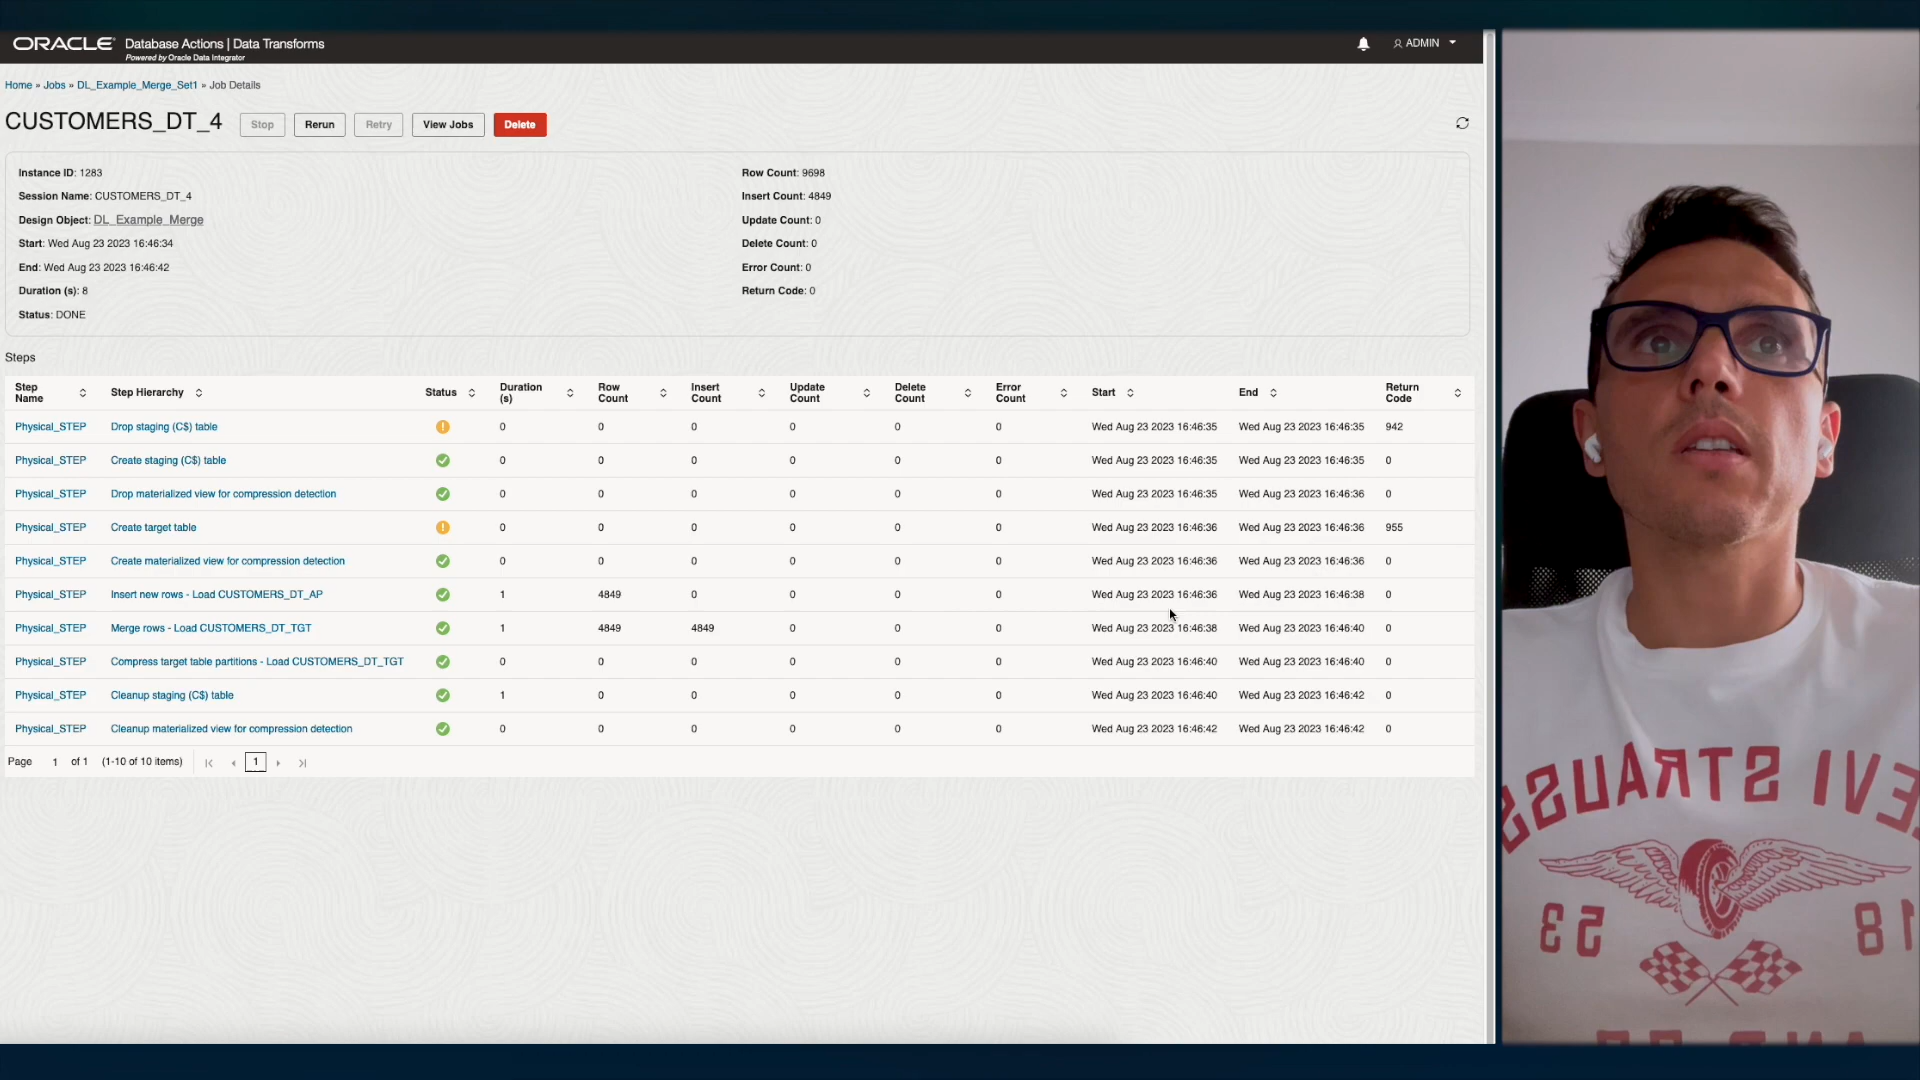 ORACLE Database Actions | Data Transforms
Powered by Oracle Data Integrator
ADMIN
Home » Jobs » DL_Example_Merge_Set1 » Job Details
CUSTOMERS_DT_4 Stop Rerun Retry View Jobs Delete
Instance ID: 1283
Session Name: CUSTOMERS_DT_4
Design Object: DL_Example_Merge
Start: Wed Aug 23 2023 16:46:34
End: Wed Aug 23 2023 16:46:42
Duration (s): 8
Status: DONE
Row Count: 9698
Insert Count: 4849
Update Count: 0
Delete Count: 0
Error Count: 0
Return Code: 0
Steps
Step Name Step Hierarchy Status Duration (s) Row Count Insert Count Update Count Delete Count Error Count Start End Return Code
Physical_STEP Drop staging (C$) table 0 0 0 0 0 0 Wed Aug 23 2023 16:46:35 Wed Aug 23 2023 16:46:35 942
Physical_STEP Create staging (C$) table 0 0 0 0 0 0 Wed Aug 23 2023 16:46:35 Wed Aug 23 2023 16:46:35 0
Physical_STEP Drop materialized view for compression detection 0 0 0 0 0 0 Wed Aug 23 2023 16:46:35 Wed Aug 23 2023 16:46:36 0
Physical_STEP Create target table 0 0 0 0 0 0 Wed Aug 23 2023 16:46:36 Wed Aug 23 2023 16:46:36 955
Physical_STEP Create materialized view for compression detection 0 0 0 0 0 0 Wed Aug 23 2023 16:46:36 Wed Aug 23 2023 16:46:36 0
Physical_STEP Insert new rows - Load CUSTOMERS_DT_AP 1 4849 0 0 0 0 Wed Aug 23 2023 16:46:36 Wed Aug 23 2023 16:46:38 0
Physical_STEP Merge rows - Load CUSTOMERS_DT_TGT 1 4849 4849 0 0 0 Wed Aug 23 2023 16:46:38 Wed Aug 23 2023 16:46:40 0
Physical_STEP Compress target table partitions - Load CUSTOMERS_DT_TGT 0 0 0 0 0 0 Wed Aug 23 2023 16:46:40 Wed Aug 23 2023 16:46:40 0
Physical_STEP Cleanup staging (C$) table 1 0 0 0 0 0 Wed Aug 23 2023 16:46:40 Wed Aug 23 2023 16:46:42 0
Physical_STEP Cleanup materialized view for compression detection 0 0 0 0 0 0 Wed Aug 23 2023 16:46:42 Wed Aug 23 2023 16:46:42 0
Page 1 of 1 (1-10 of 10 items) 1
EVI STRAUSS
18 53